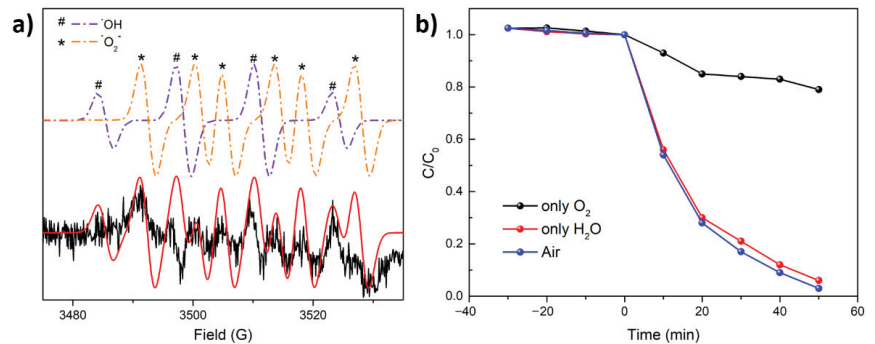 a)
# ·OH
* ·O₂⁻
# * # * * # * * # *
3480 3500 3520
Field (G)
b)
C/C₀
1.0
0.8
0.6
0.4
0.2
0.0
only O₂
only H₂O
Air
−40 −20 0 20 40 60
Time (min)